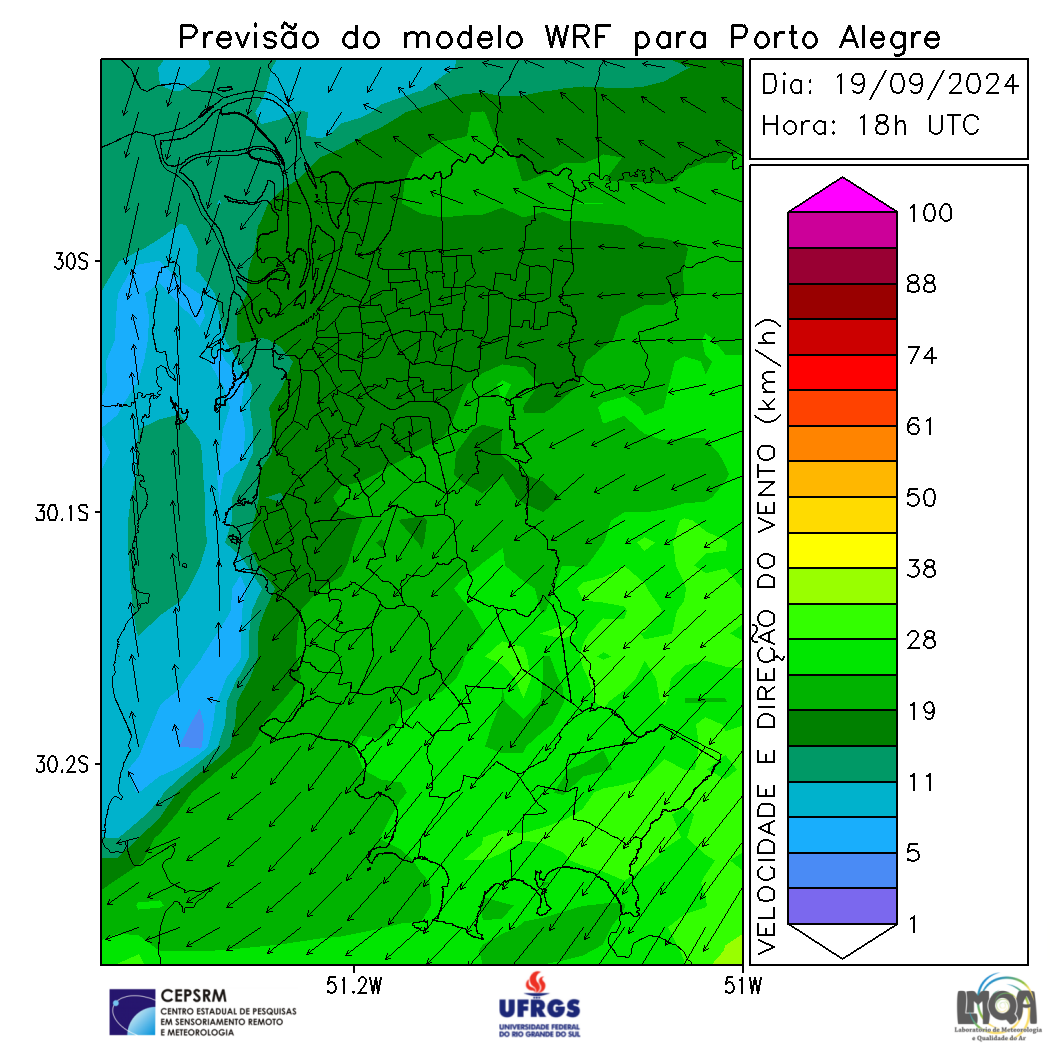 Previsão do modelo WRF para Porto Alegre
Dia: 19/09/2024
Hora: 18h UTC
30S
30.1S
30.2S
51.2W
51W
VELOCIDADE E DIREÇÃO DO VENTO (km/h)
100
88
74
61
50
38
28
19
11
5
1
CEPSRM
CENTRO ESTADUAL DE PESQUISAS
EM SENSORIAMENTO REMOTO
E METEOROLOGIA
UFRGS
UNIVERSIDADE FEDERAL
DO RIO GRANDE DO SUL
LMQA
Laboratório de Meteorologia
e Qualidade do Ar